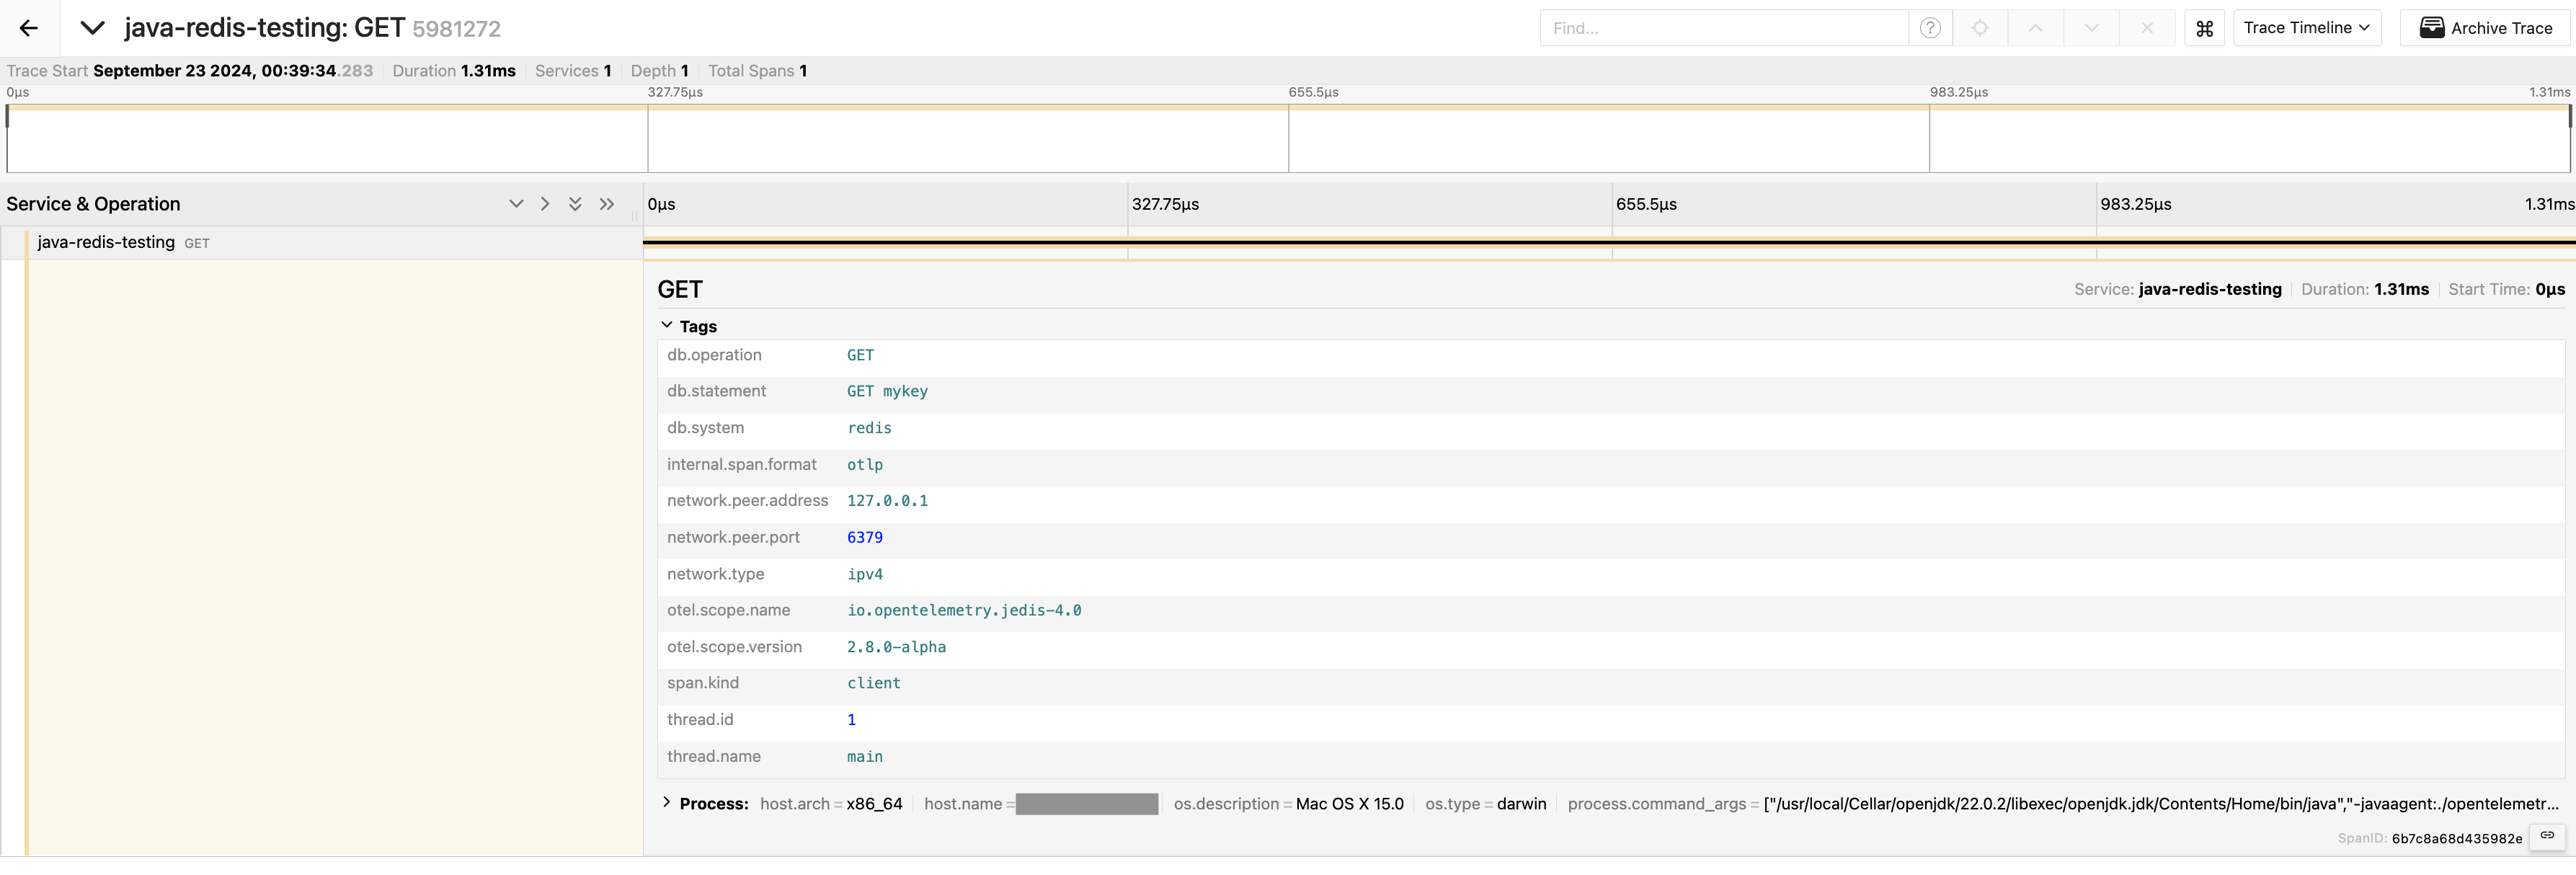 java-redis-testing: GET 5981272 Find... ? ⌘ Trace Timeline Archive Trace
Trace Start September 23 2024, 00:39:34.283 Duration 1.31ms Services 1 Depth 1 Total Spans 1
0μs 327.75μs 655.5μs 983.25μs 1.31ms
Service & Operation 0μs 327.75μs 655.5μs 983.25μs 1.31ms
java-redis-testing GET
GET Service: java-redis-testing Duration: 1.31ms Start Time: 0μs
Tags
db.operation GET
db.statement GET mykey
db.system redis
internal.span.format otlp
network.peer.address 127.0.0.1
network.peer.port 6379
network.type ipv4
otel.scope.name io.opentelemetry.jedis-4.0
otel.scope.version 2.8.0-alpha
span.kind client
thread.id 1
thread.name main
Process: host.arch = x86_64 host.name = os.description = Mac OS X 15.0 os.type = darwin process.command_args = ["/usr/local/Cellar/openjdk/22.0.2/libexec/openjdk.jdk/Contents/Home/bin/java","-javaagent:./opentelemetr...
SpanID: 6b7c8a68d435982e